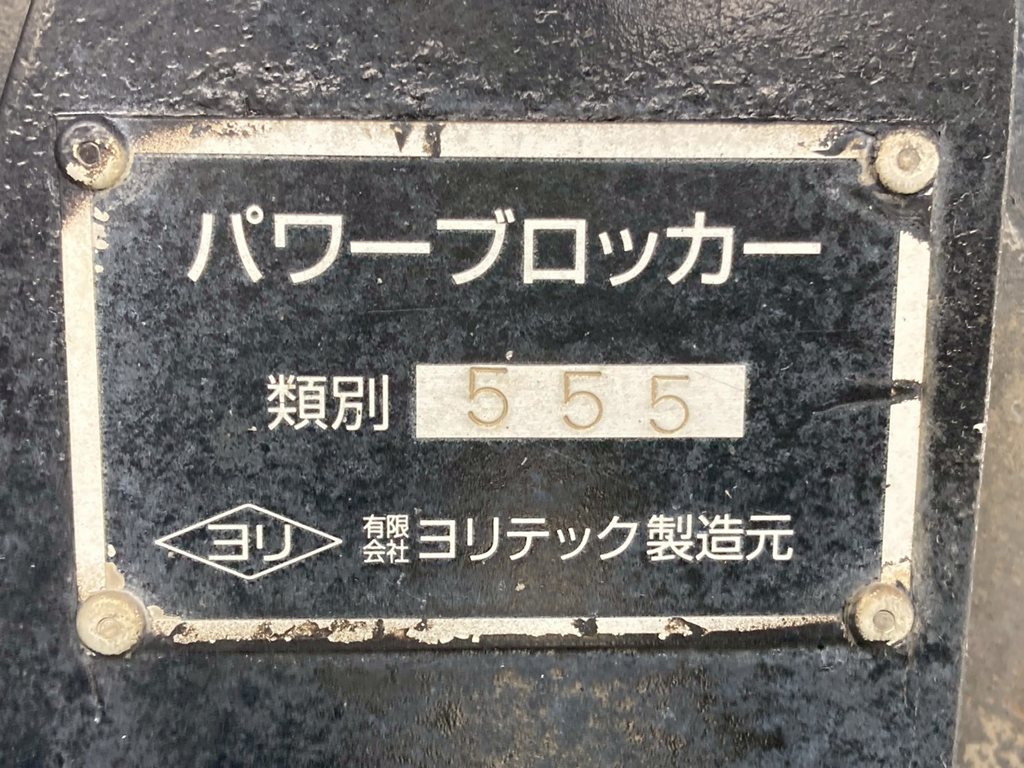 パワーブロッカー
類別 555
ヨリ 有限会社 ヨリテック製造元